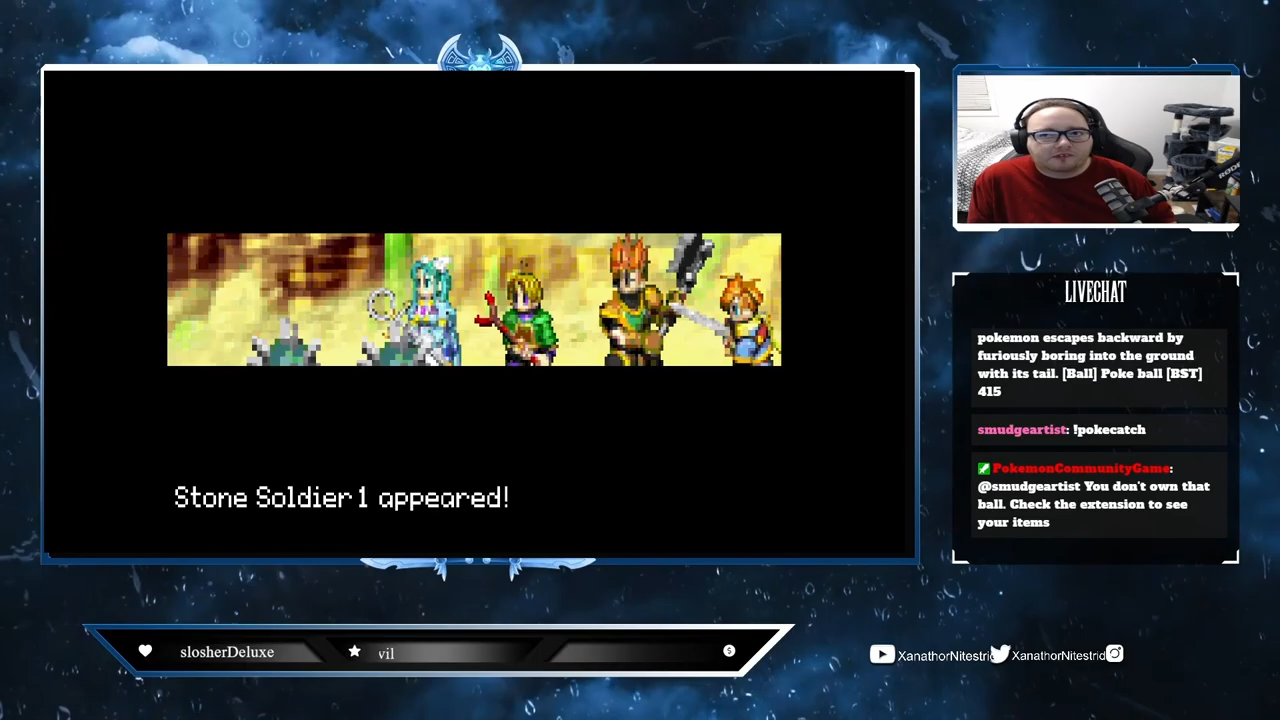 LIVECHAT
pokemon escapes backward by
furiously boring into the ground
with its tail. [Ball] Poke ball [BST]
415
smudgeartist: !pokecatch
PokemonCommunityGame:
@smudgeartist You don't own that
ball. Check the extension to see
your items
Stone Soldier 1 appeared!
slosherDeluxe
vil
XanathorNitestrid
XanathorNitestrid